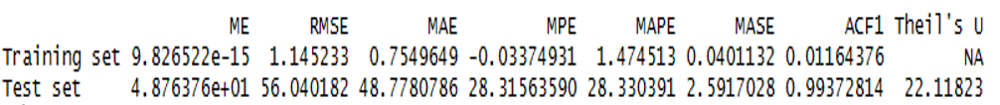 ME RMSE MAE MPE MAPE MASE ACF1 Theil's U
Training set 9.826522e-15 1.145233 0.7549649 -0.03374931 1.474513 0.0401132 0.01164376 NA
Test set 4.876376e+01 56.040182 48.7780786 28.31563590 28.330391 2.5917028 0.99372814 22.11823